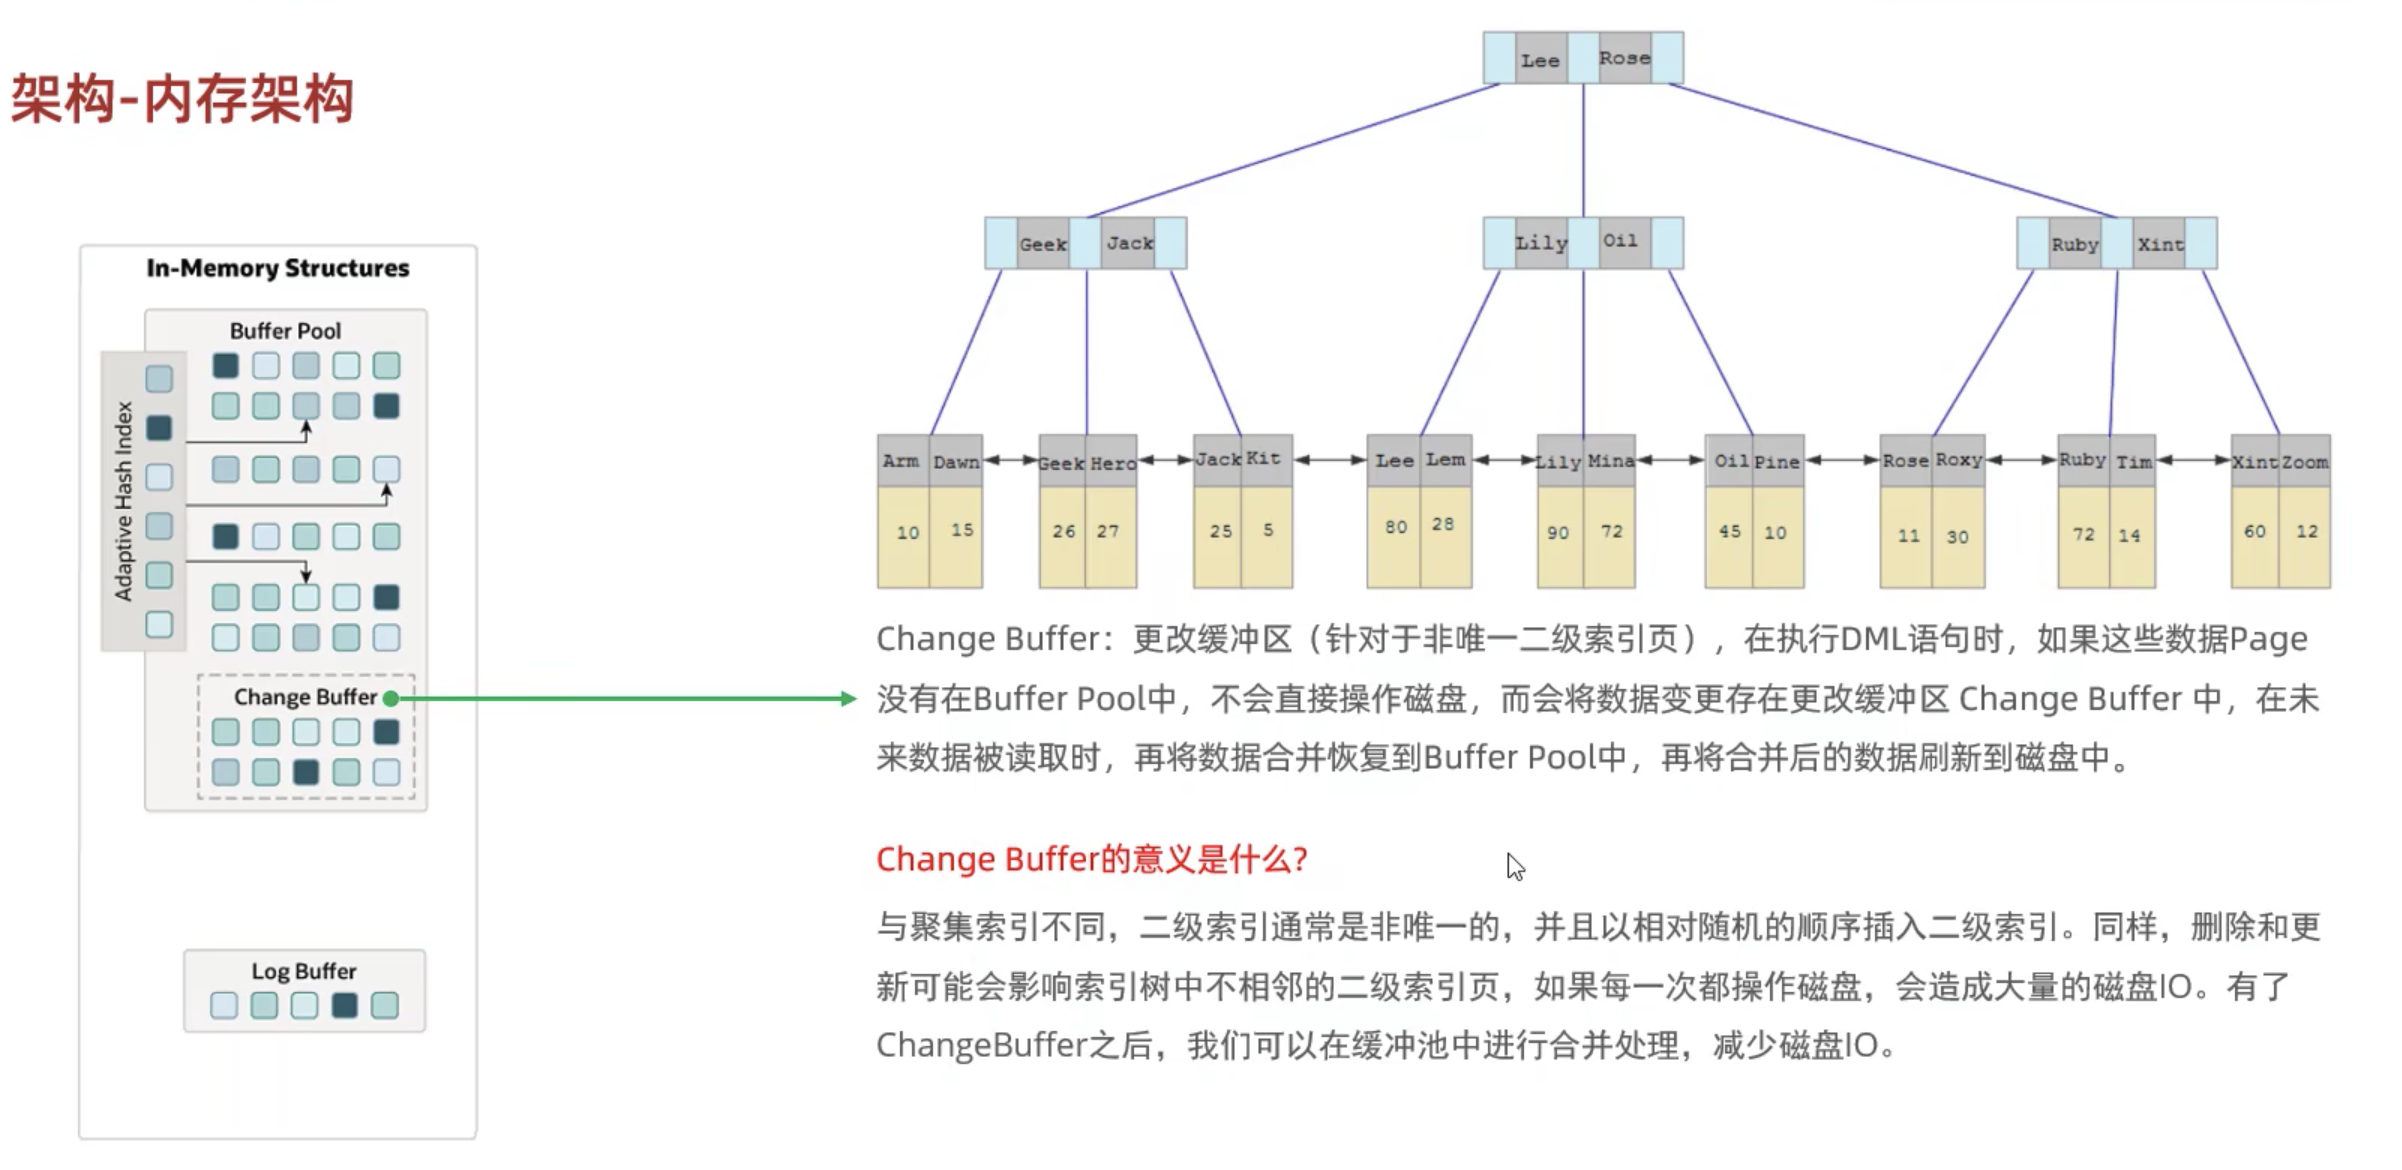 架构-内存架构
In-Memory Structures
Buffer Pool
Adaptive Hash Index
Change Buffer
Log Buffer
Lee Rose
Geek Jack Lily Oil Ruby Xint
Arm Dawn Geek Hero Jack Kit Lee Lem Lily Mina Oil Pine Rose Roxy Ruby Tim Xint Zoom
10 15 26 27 25 5 80 28 90 72 45 10 11 30 72 14 60 12
Change Buffer：更改缓冲区（针对于非唯一二级索引页），在执行DML语句时，如果这些数据Page
没有在Buffer Pool中，不会直接操作磁盘，而会将数据变更存在更改缓冲区 Change Buffer 中，在未
来数据被读取时，再将数据合并恢复到Buffer Pool中，再将合并后的数据刷新到磁盘中。
Change Buffer的意义是什么?
与聚集索引不同，二级索引通常是非唯一的，并且以相对随机的顺序插入二级索引。同样，删除和更
新可能会影响索引树中不相邻的二级索引页，如果每一次都操作磁盘，会造成大量的磁盘IO。有了
ChangeBuffer之后，我们可以在缓冲池中进行合并处理，减少磁盘IO。